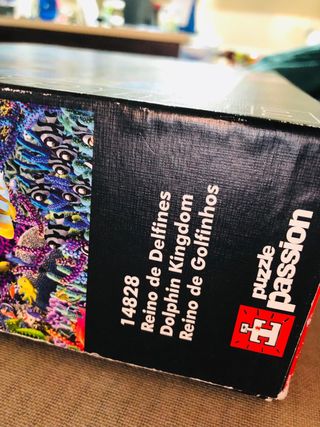 14828
Reino de Delfines
Dolphin Kingdom
Reino de Golfinhos
puzzle
passion